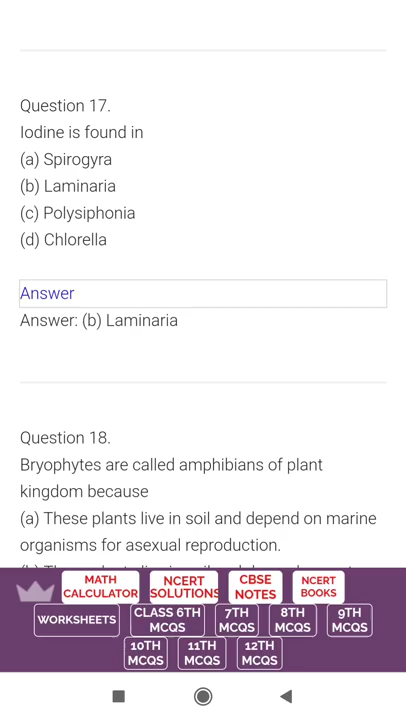 Question 17.
Iodine is found in
(a) Spirogyra
(b) Laminaria
(c) Polysiphonia
(d) Chlorella
Answer
Answer: (b) Laminaria
Question 18.
Bryophytes are called amphibians of plant
kingdom because
(a) These plants live in soil and depend on marine
organisms for asexual reproduction.
MATH
CALCULATOR
NCERT
SOLUTIONS
CBSE
NOTES
NCERT
BOOKS
WORKSHEETS
CLASS 6TH
MCQS
7TH
MCQS
8TH
MCQS
9TH
MCQS
10TH
MCQS
11TH
MCQS
12TH
MCQS